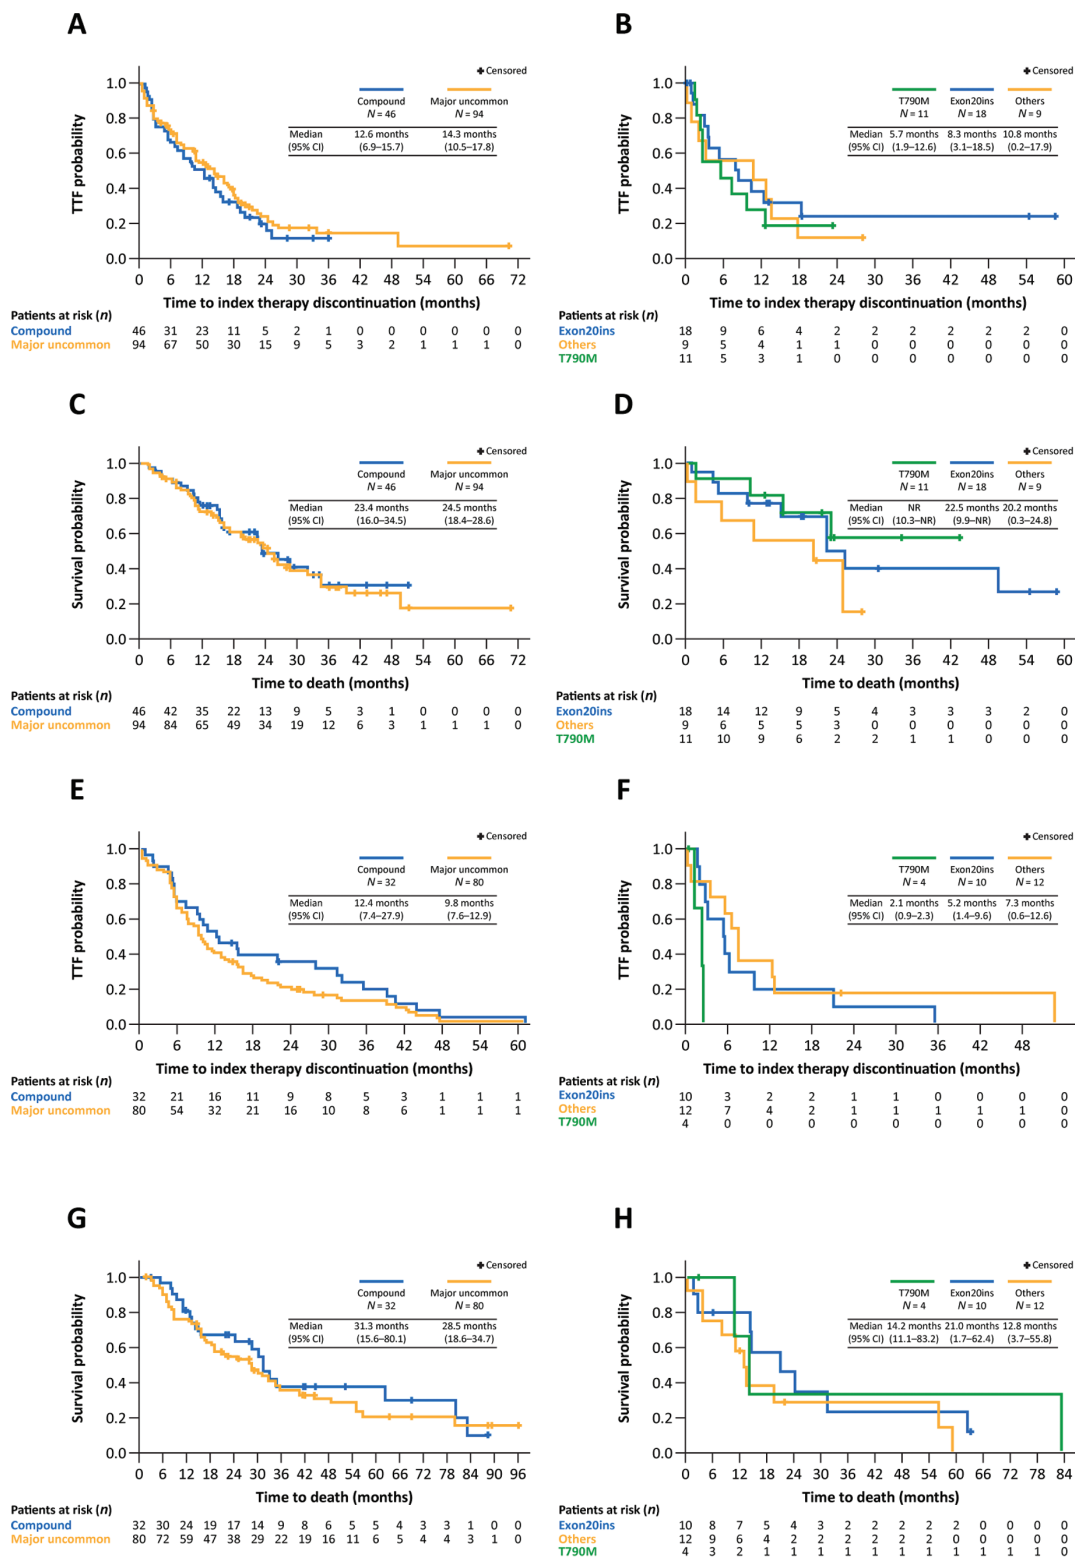 A
✚ Censored
Compound
N = 46
Major uncommon
N = 94
Median (95% CI)
12.6 months (6.9–15.7)
14.3 months (10.5–17.8)
TTF probability
1.0
0.8
0.6
0.4
0.2
0.0
0 6 12 18 24 30 36 42 48 54 60 66 72
Time to index therapy discontinuation (months)
Patients at risk (n)
Compound 46 31 23 11 5 2 1 0 0 0 0 0 0
Major uncommon 94 67 50 30 15 9 5 3 2 1 1 1 0
B
✚ Censored
T790M
N = 11
Exon20ins
N = 18
Others
N = 9
Median (95% CI)
5.7 months (1.9–12.6)
8.3 months (3.1–18.5)
10.8 months (0.2–17.9)
TTF probability
1.0
0.8
0.6
0.4
0.2
0.0
0 6 12 18 24 30 36 42 48 54 60
Time to index therapy discontinuation (months)
Patients at risk (n)
Exon20ins 18 9 6 4 2 2 2 2 2 2 0
Others 9 5 4 1 1 0 0 0 0 0 0
T790M 11 5 3 1 0 0 0 0 0 0 0
C
✚ Censored
Compound
N = 46
Major uncommon
N = 94
Median (95% CI)
23.4 months (16.0–34.5)
24.5 months (18.4–28.6)
Survival probability
1.0
0.8
0.6
0.4
0.2
0.0
0 6 12 18 24 30 36 42 48 54 60 66 72
Time to death (months)
Patients at risk (n)
Compound 46 42 35 22 13 9 5 3 1 0 0 0 0
Major uncommon 94 84 65 49 34 19 12 6 3 1 1 1 0
D
✚ Censored
T790M
N = 11
Exon20ins
N = 18
Others
N = 9
Median (95% CI)
NR (10.3–NR)
22.5 months (9.9–NR)
20.2 months (0.3–24.8)
Survival probability
1.0
0.8
0.6
0.4
0.2
0.0
0 6 12 18 24 30 36 42 48 54 60
Time to death (months)
Patients at risk (n)
Exon20ins 18 14 12 9 5 4 3 3 3 2 0
Others 9 6 5 5 3 0 0 0 0 0 0
T790M 11 10 9 6 2 2 1 1 0 0 0
E
✚ Censored
Compound
N = 32
Major uncommon
N = 80
Median (95% CI)
12.4 months (7.4–27.9)
9.8 months (7.6–12.9)
TTF probability
1.0
0.8
0.6
0.4
0.2
0.0
0 6 12 18 24 30 36 42 48 54 60
Time to index therapy discontinuation (months)
Patients at risk (n)
Compound 32 21 16 11 9 8 5 3 1 1 1
Major uncommon 80 54 32 21 16 10 8 6 1 1 1
F
✚ Censored
T790M
N = 4
Exon20ins
N = 10
Others
N = 12
Median (95% CI)
2.1 months (0.9–2.3)
5.2 months (1.4–9.6)
7.3 months (0.6–12.6)
TTF probability
1.0
0.8
0.6
0.4
0.2
0.0
0 6 12 18 24 30 36 42 48
Time to index therapy discontinuation (months)
Patients at risk (n)
Exon20ins 10 3 2 2 1 1 0 0 0 0
Others 12 7 4 2 1 1 1 1 1 0
T790M 4 0 0 0 0 0 0 0 0 0
G
✚ Censored
Compound
N = 32
Major uncommon
N = 80
Median (95% CI)
31.3 months (15.6–80.1)
28.5 months (18.6–34.7)
Survival probability
1.0
0.8
0.6
0.4
0.2
0.0
0 6 12 18 24 30 36 42 48 54 60 66 72 84 90 96
Time to death (months)
Patients at risk (n)
Compound 32 30 24 19 17 14 9 8 6 5 5 4 3 3 1 0 0
Major uncommon 80 72 59 47 38 29 22 19 16 11 6 5 4 4 3 1 0
H
✚ Censored
T790M
N = 4
Exon20ins
N = 10
Others
N = 12
Median (95% CI)
14.2 months (11.1–83.2)
21.0 months (1.7–62.4)
12.8 months (3.7–55.8)
Survival probability
1.0
0.8
0.6
0.4
0.2
0.0
0 6 12 18 24 30 36 42 48 54 60 66 72 78 84
Time to death (months)
Patients at risk (n)
Exon20ins 10 8 7 5 4 3 2 2 2 2 2 0 0 0 0
Others 12 9 6 4 2 2 2 2 2 2 0 0 0 0 0
T790M 4 3 2 1 1 1 1 1 1 1 1 1 1 1 0